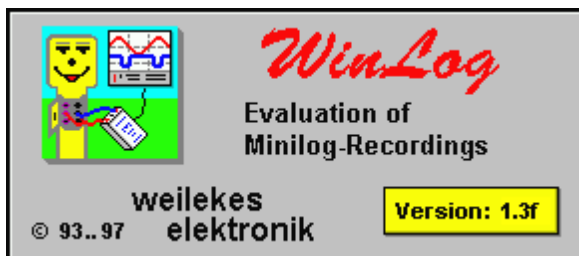 WinLog
Evaluation of
Minilog-Recordings
weilekes
© 93..97 elektronik
Version: 1.3f